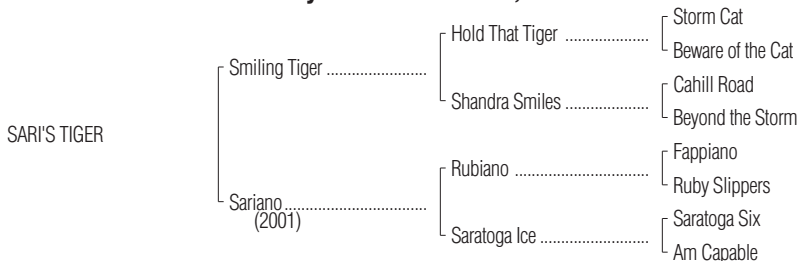 Storm Cat
Hold That Tiger ....................
Beware of the Cat
Smiling Tiger ........................
Cahill Road
Shandra Smiles .....................
Beyond the Storm
SARI'S TIGER
Fappiano
Rubiano ................................
Ruby Slippers
Sariano ..................................
(2001)
Saratoga Six
Saratoga Ice ..........................
Am Capable